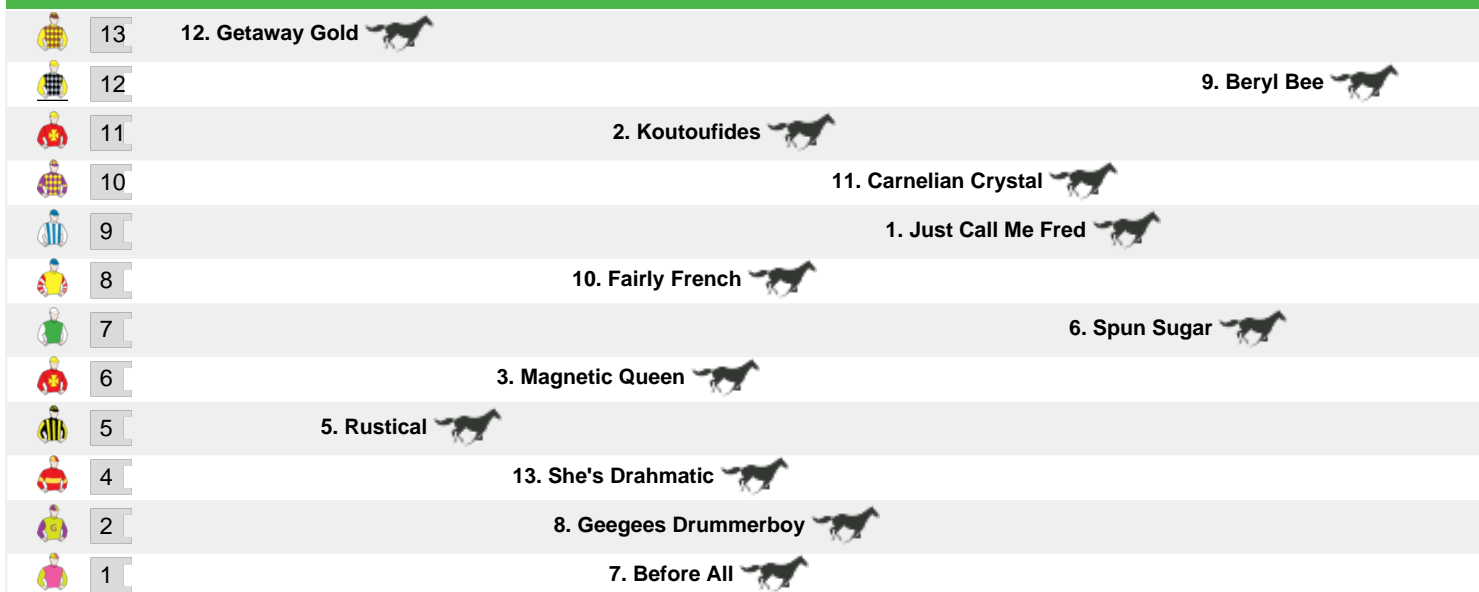 13 12. Getaway Gold
12 9. Beryl Bee
11 2. Koutoufides
10 11. Carnelian Crystal
9 1. Just Call Me Fred
8 10. Fairly French
7 6. Spun Sugar
6 3. Magnetic Queen
5 5. Rustical
4 13. She's Drahmatic
G 2 8. Geegees Drummerboy
1 7. Before All